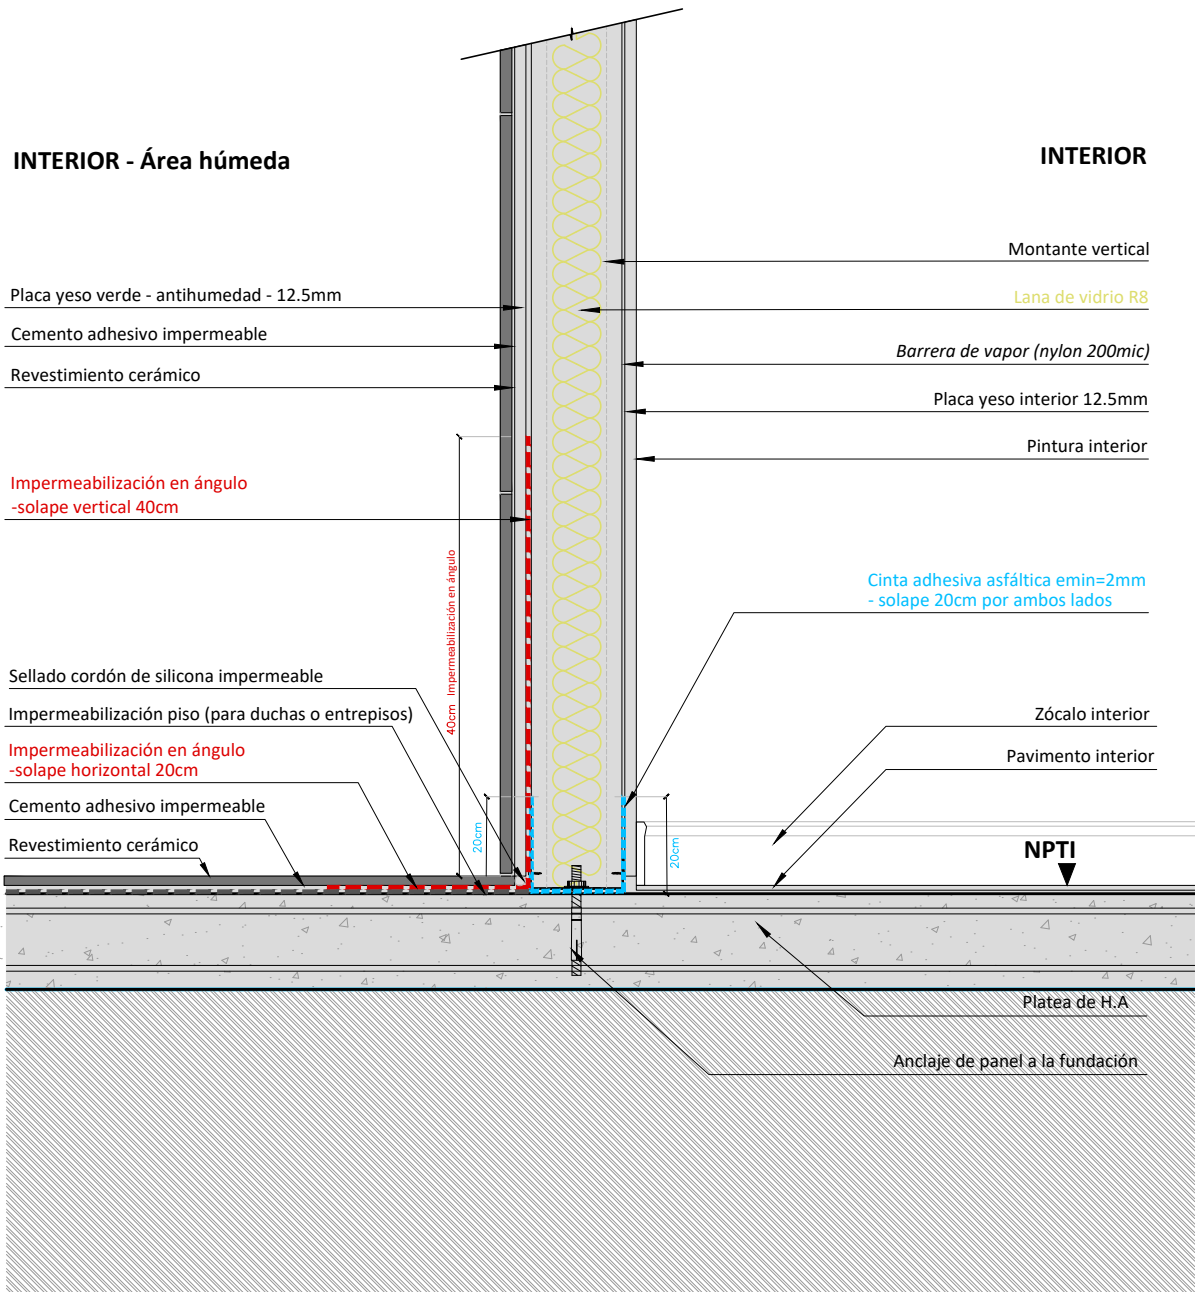 INTERIOR - Área húmeda
Placa yeso verde - antihumedad - 12.5mm
Cemento adhesivo impermeable
Revestimiento cerámico
Impermeabilización en ángulo
-solape vertical 40cm
40cm Impermeabilización en ángulo
Sellado cordón de silicona impermeable
Impermeabilización piso (para duchas o entrepisos)
Impermeabilización en ángulo
-solape horizontal 20cm
Cemento adhesivo impermeable
Revestimiento cerámico
20cm
INTERIOR
Montante vertical
Lana de vidrio R8
Barrera de vapor (nylon 200mic)
Placa yeso interior 12.5mm
Pintura interior
Cinta adhesiva asfáltica emin=2mm
- solape 20cm por ambos lados
Zócalo interior
Pavimento interior
20cm
NPTI
Platea de H.A
Anclaje de panel a la fundación